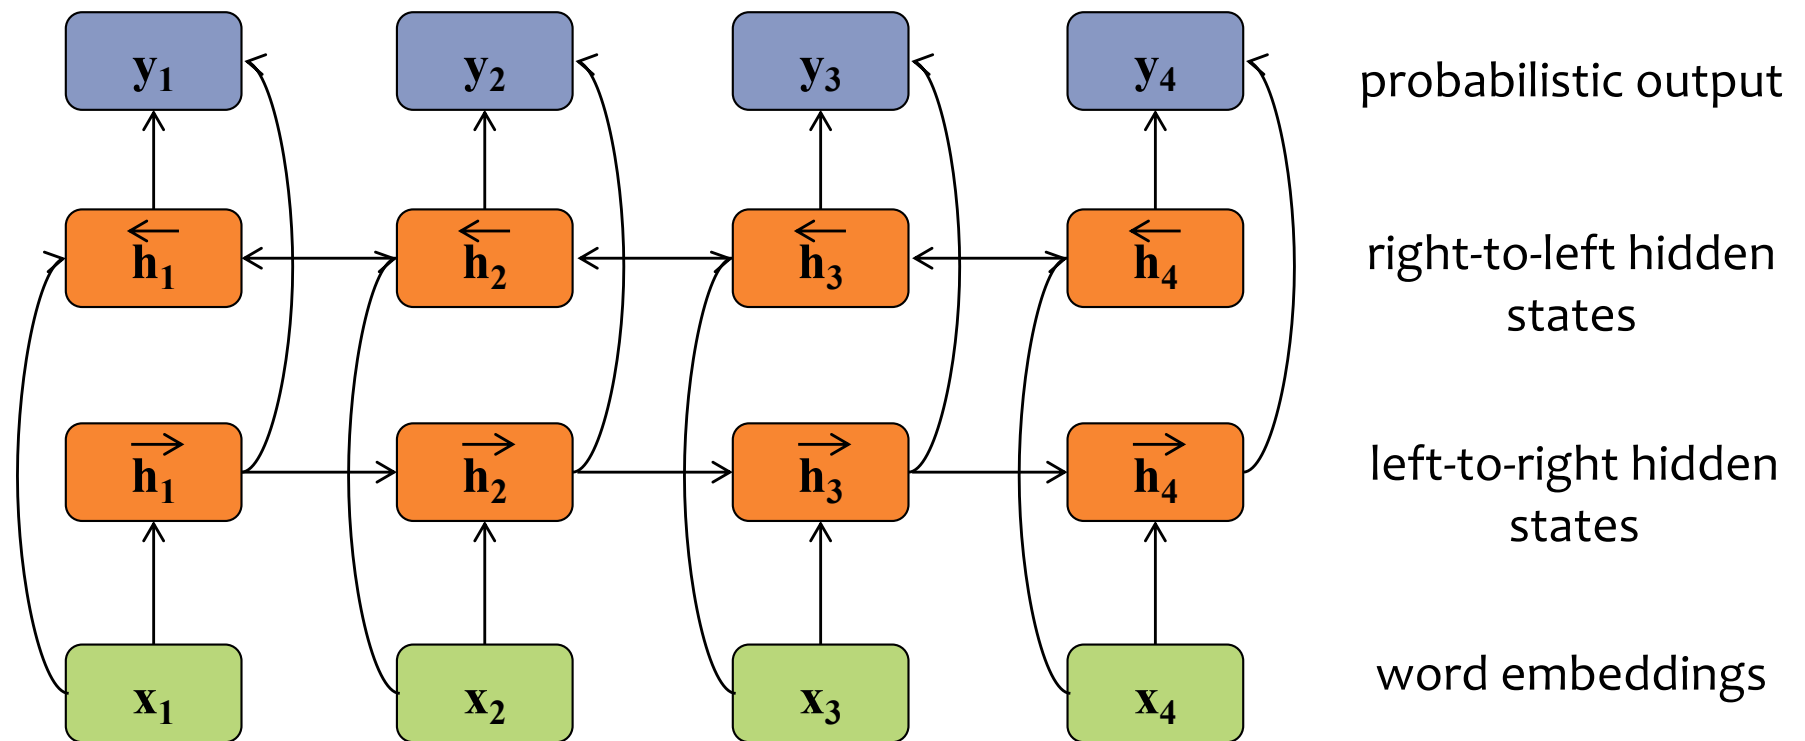 y₁ y₂ y₃ y₄ probabilistic output
←h₁ ←h₂ ←h₃ ←h₄ right-to-left hidden
states
→h₁ →h₂ →h₃ →h₄ left-to-right hidden
states
x₁ x₂ x₃ x₄ word embeddings